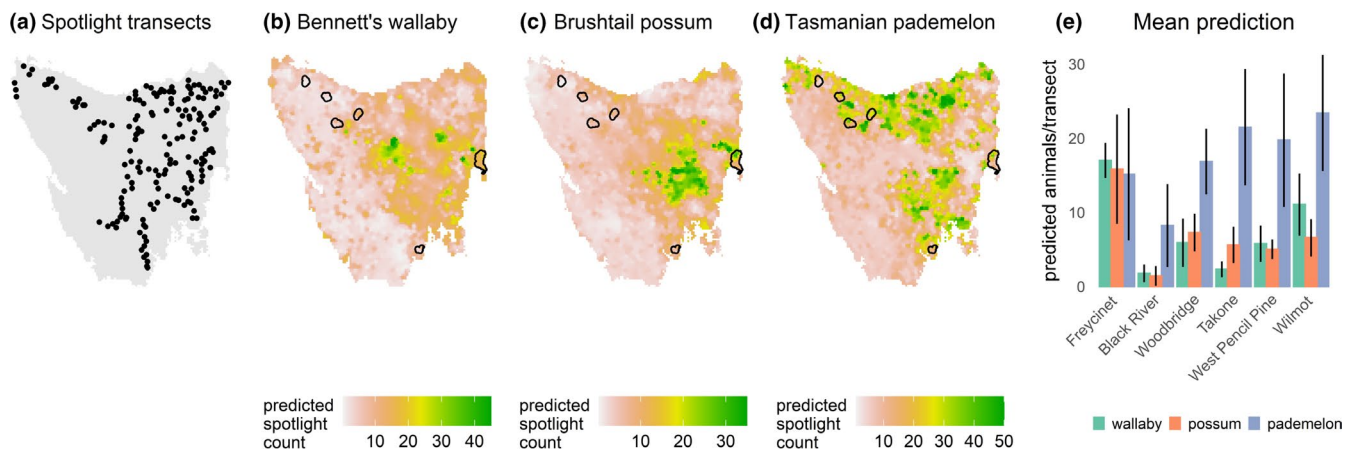 (a) Spotlight transects
(b) Bennett's wallaby
(c) Brushtail possum
(d) Tasmanian pademelon
(e) Mean prediction
predicted
spotlight
count
10 20 30 40
predicted
spotlight
count
10 20 30
predicted
spotlight
count
10 20 30 40 50
predicted animals/transect
30
20
10
0
Freycinet
Black River
Woodbridge
Takone
West Pencil Pine
Wilmot
wallaby possum pademelon